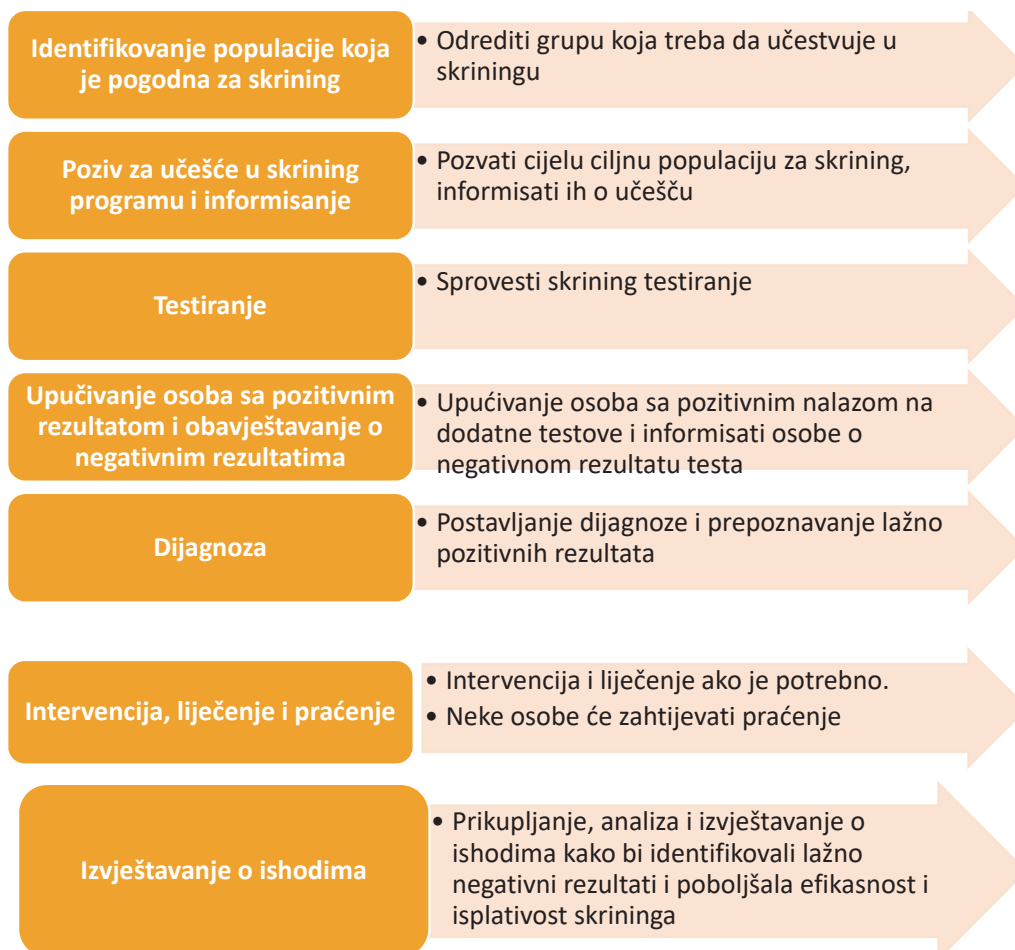 Identifikovanje populacije koja
je pogodna za skrining
• Odrediti grupu koja treba da učestvuje u
skriningu
Poziv za učešće u skrining
programu i informisanje
• Pozvati cijelu ciljnu populaciju za skrining,
informisati ih o učešču
Testiranje
• Sprovesti skrining testiranje
Upučivanje osoba sa pozitivnim
rezultatom i obavještavanje o
negativnim rezultatima
• Upućivanje osoba sa pozitivnim nalazom na
dodatne testove i informisati osobe o
negativnom rezultatu testa
Dijagnoza
• Postavljanje dijagnoze i prepoznavanje lažno
pozitivnih rezultata
Intervencija, liječenje i praćenje
• Intervencija i liječenje ako je potrebno.
• Neke osobe će zahtijevati praćenje
Izvještavanje o ishodima
• Prikupljanje, analiza i izvještavanje o
ishodima kako bi identifikovali lažno
negativni rezultati i poboljšala efikasnost i
isplativost skrininga